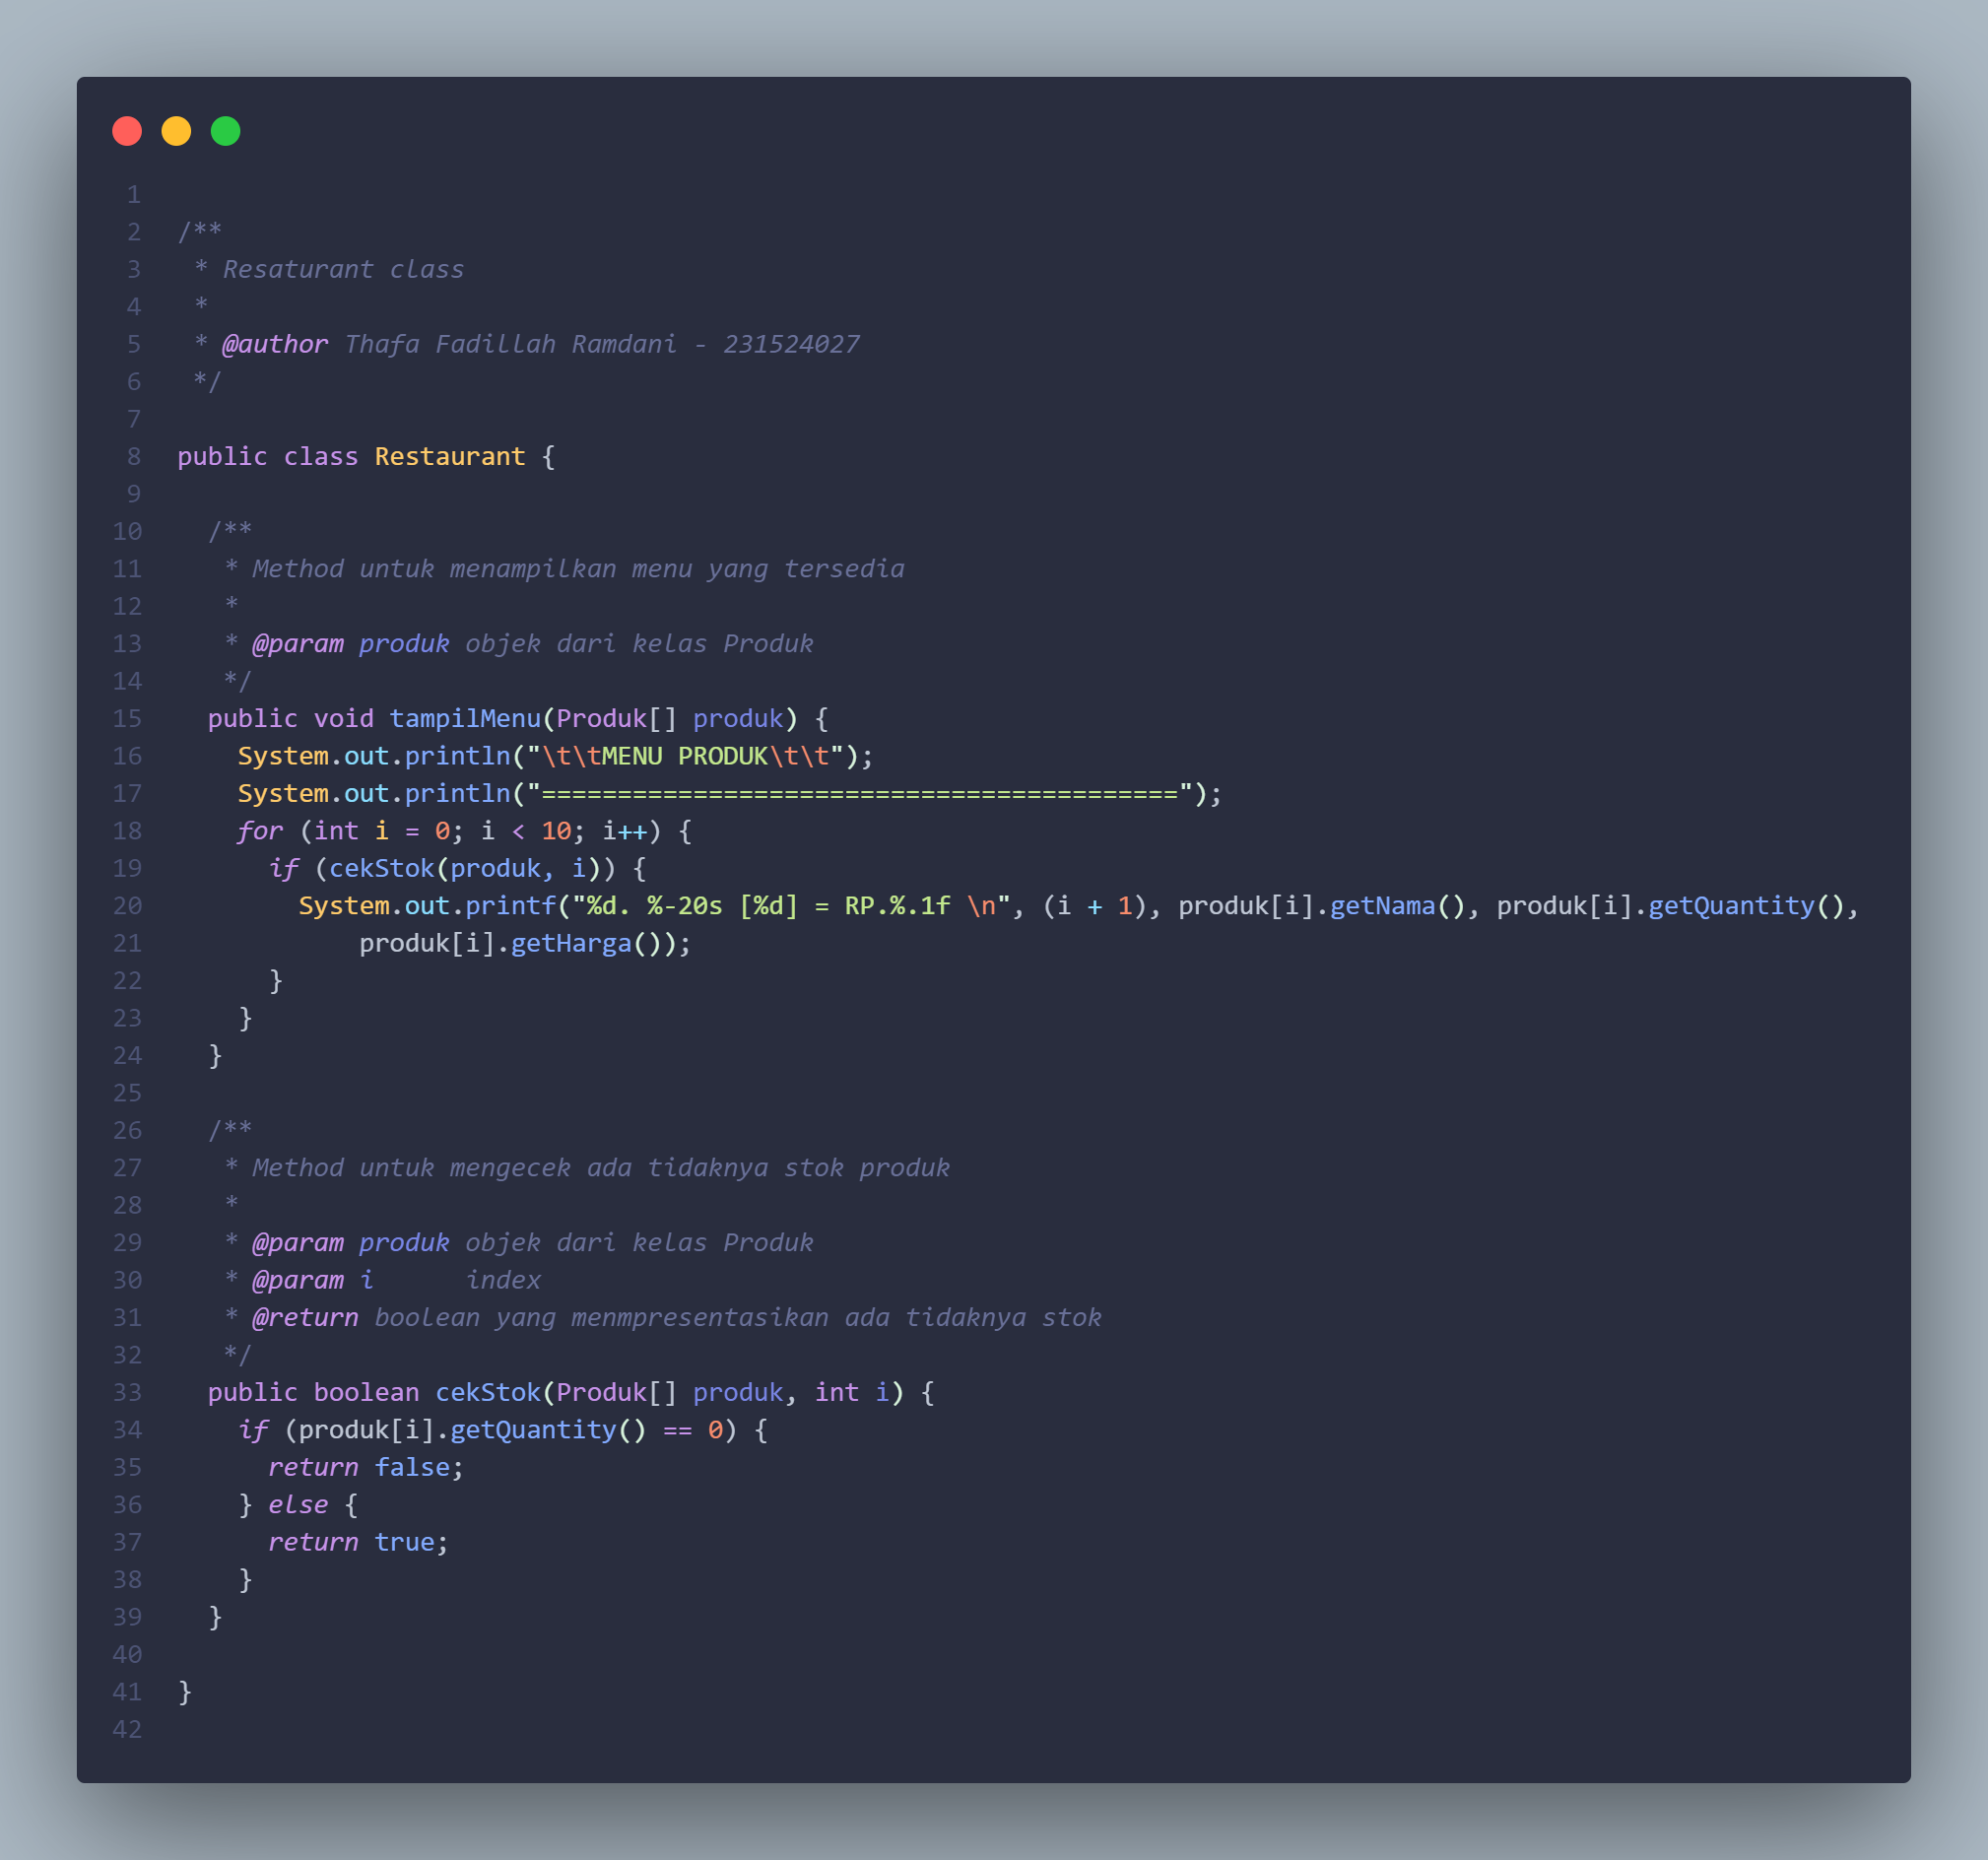 1
2 /**
3  * Resaturant class
4  *
5  * @author Thafa Fadillah Ramdani - 231524027
6  */
7
8 public class Restaurant {
9
10   /**
11    * Method untuk menampilkan menu yang tersedia
12    *
13    * @param produk objek dari kelas Produk
14    */
15   public void tampilMenu(Produk[] produk) {
16     System.out.println("\t\tMENU PRODUK\t\t");
17     System.out.println("==========================================");
18     for (int i = 0; i < 10; i++) {
19       if (cekStok(produk, i)) {
20         System.out.printf("%d. %-20s [%d] = RP.%.1f \n", (i + 1), produk[i].getNama(), produk[i].getQuantity(),
21             produk[i].getHarga());
22       }
23     }
24   }
25
26   /**
27    * Method untuk mengecek ada tidaknya stok produk
28    *
29    * @param produk objek dari kelas Produk
30    * @param i      index
31    * @return boolean yang menmpresentasikan ada tidaknya stok
32    */
33   public boolean cekStok(Produk[] produk, int i) {
34     if (produk[i].getQuantity() == 0) {
35       return false;
36     } else {
37       return true;
38     }
39   }
40
41 }
42